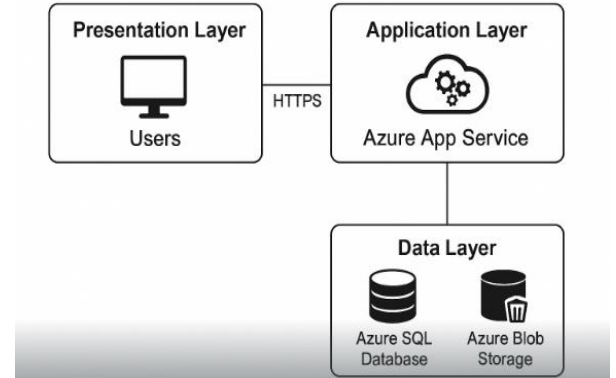 Presentation Layer
Users
HTTPS
Application Layer
Azure App Service
Data Layer
Azure SQL
Database
Azure Blob
Storage